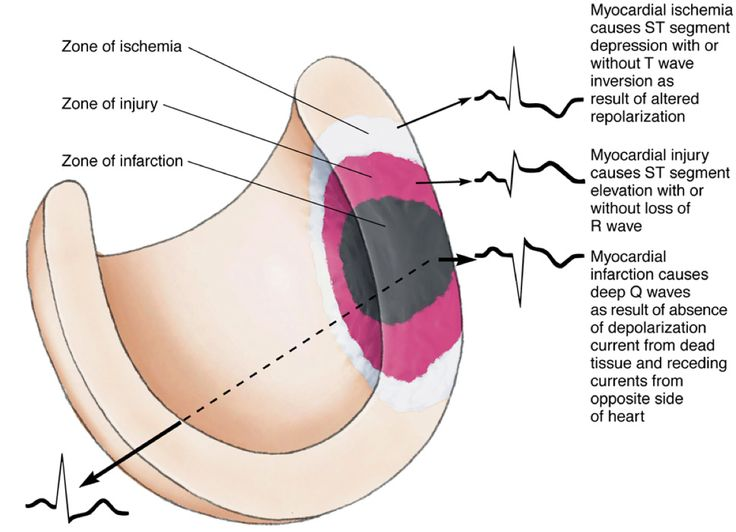 Zone of ischemia
Zone of injury
Zone of infarction
Myocardial ischemia
causes ST segment
depression with or
without T wave
inversion as
result of altered
repolarization
Myocardial injury
causes ST segment
elevation with or
without loss of
R wave
Myocardial
infarction causes
deep Q waves
as result of absence
of depolarization
current from dead
tissue and receding
currents from
opposite side
of heart